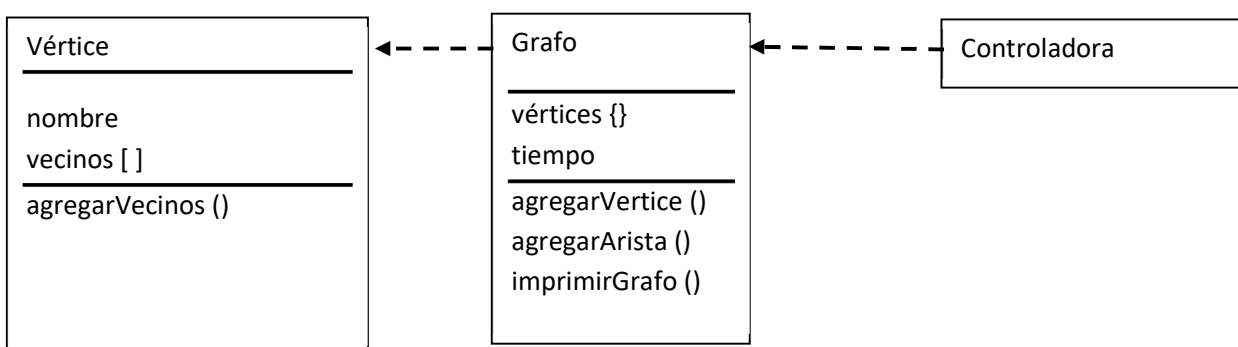 Vértice
nombre
vecinos [ ]
agregarVecinos ()
Grafo
vértices {}
tiempo
agregarVertice ()
agregarArista ()
imprimirGrafo ()
Controladora